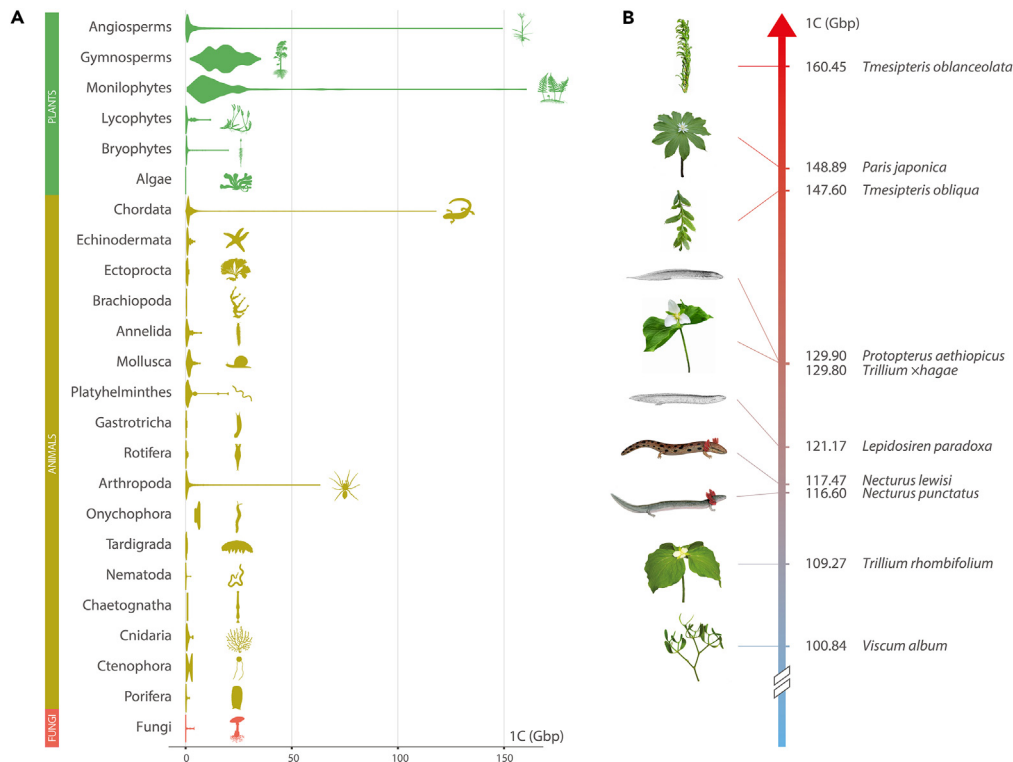 A
PLANTS
Angiosperms
Gymnosperms
Monilophytes
Lycophytes
Bryophytes
Algae
ANIMALS
Chordata
Echinodermata
Ectoprocta
Brachiopoda
Annelida
Mollusca
Platyhelminthes
Gastrotricha
Rotifera
Arthropoda
Onychophora
Tardigrada
Nematoda
Chaetognatha
Cnidaria
Ctenophora
Porifera
FUNGI
Fungi
1C (Gbp)
0 50 100 150
B
1C (Gbp)
160.45 Tmesipteris oblanceolata
148.89 Paris japonica
147.60 Tmesipteris obliqua
129.90 Protopterus aethiopicus
129.80 Trillium ×hagae
121.17 Lepidosiren paradoxa
117.47 Necturus lewisi
116.60 Necturus punctatus
109.27 Trillium rhombifolium
100.84 Viscum album